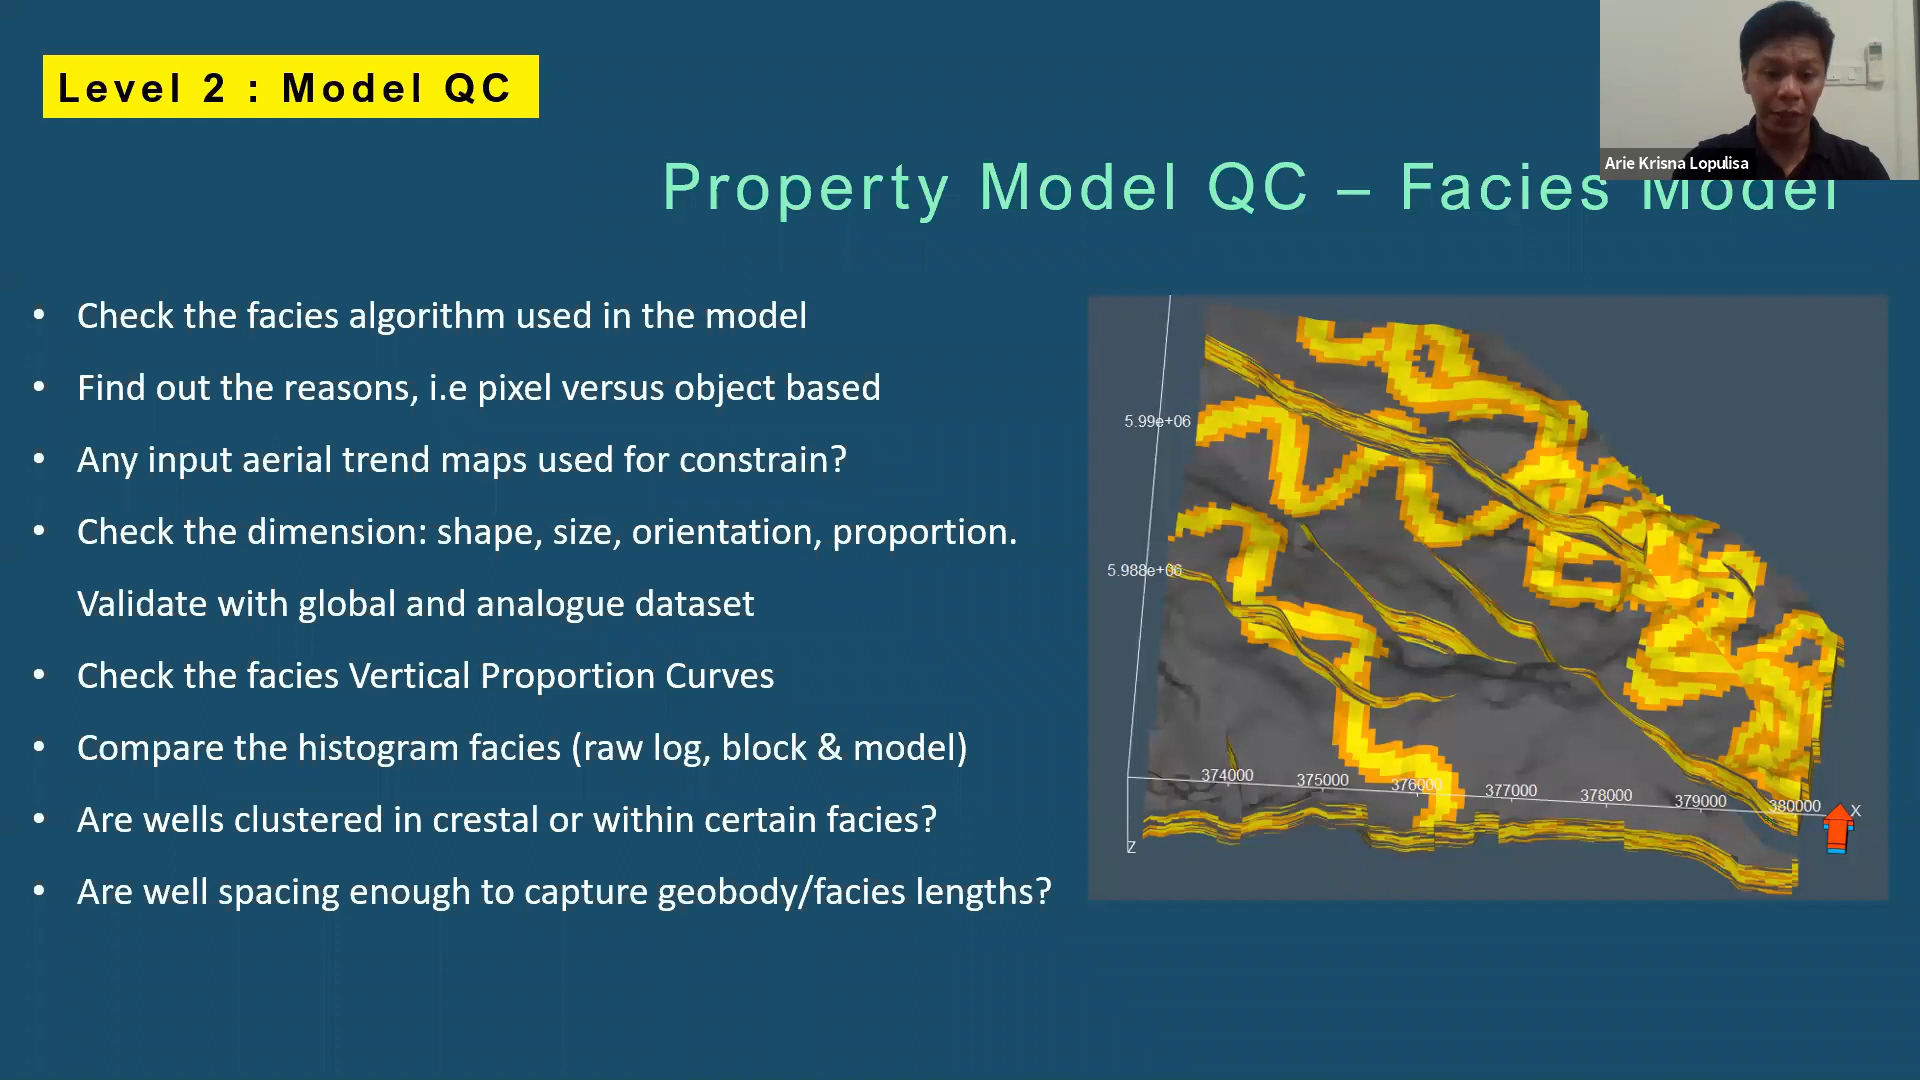 Level 2 : Model QC
Arie Krisna Lopulisa
Property Model QC – Facies Model
• Check the facies algorithm used in the model
• Find out the reasons, i.e pixel versus object based
• Any input aerial trend maps used for constrain?
• Check the dimension: shape, size, orientation, proportion.
Validate with global and analogue dataset
• Check the facies Vertical Proportion Curves
• Compare the histogram facies (raw log, block & model)
• Are wells clustered in crestal or within certain facies?
• Are well spacing enough to capture geobody/facies lengths?
5.99e+06
5.988e+06
374000 375000 376000 377000 378000 379000 380000 X
Z